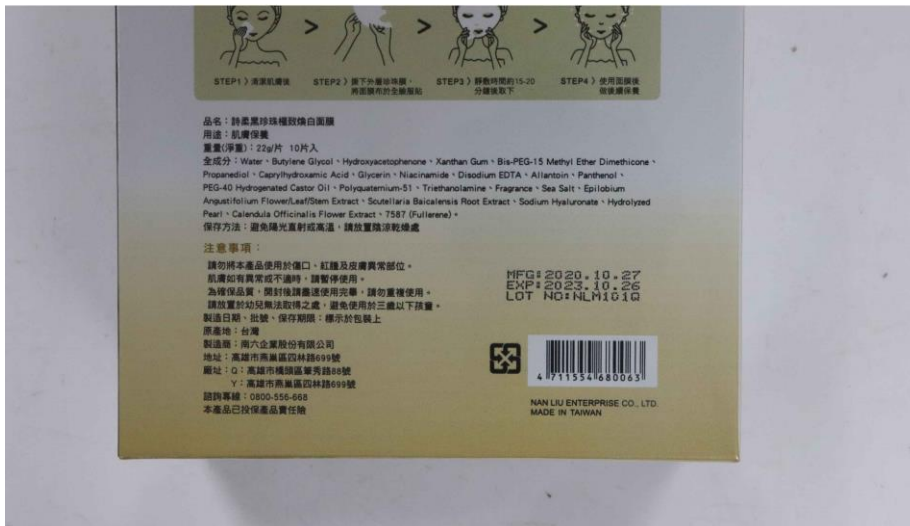 STEP1 〉清潔肌膚後
STEP2 〉撕下外層珍珠膜，
將面膜布於全臉服貼
STEP3 〉靜敷時間約15-20
分鐘後取下
STEP4 〉使用面膜後
做後續保養
品名：詩柔黑珍珠極致煥白面膜
用途：肌膚保養
重量(淨重)：22g/片 10片入
全成分：Water、Butylene Glycol、Hydroxyacetophenone、Xanthan Gum、Bis-PEG-15 Methyl Ether Dimethicone、
Propanediol、Caprylhydroxamic Acid、Glycerin、Niacinamide、Disodium EDTA、Allantoin、Panthenol、
PEG-40 Hydrogenated Castor Oil、Polyquaternium-51、Triethanolamine、Fragrance、Sea Salt、Epilobium
Angustifolium Flower/Leaf/Stem Extract、Scutellaria Baicalensis Root Extract、Sodium Hyaluronate、Hydrolyzed
Pearl、Calendula Officinalis Flower Extract、7587 (Fullerene)。
保存方法：避免陽光直射或高溫，請放置陰涼乾燥處
注意事項：
請勿將本產品使用於傷口、紅腫及皮膚異常部位。
肌膚如有異常或不適時，請暫停使用。
為確保品質，開封後請盡速使用完畢，請勿重複使用。
請放置於幼兒無法取得之處，避免使用於三歲以下孩童。
製造日期、批號、保存期限：標示於包裝上
原產地：台灣
製造商：南六企業股份有限公司
地址：高雄市燕巢區四林路699號
廠址：Q：高雄市橋頭區筆秀路88號
Y：高雄市燕巢區四林路699號
諮詢專線：0800-556-668
本產品已投保產品責任險
MFG:2020.10.27
EXP:2023.10.26
LOT NO:NLM101Q
4 711554 680063
NAN LIU ENTERPRISE CO., LTD.
MADE IN TAIWAN